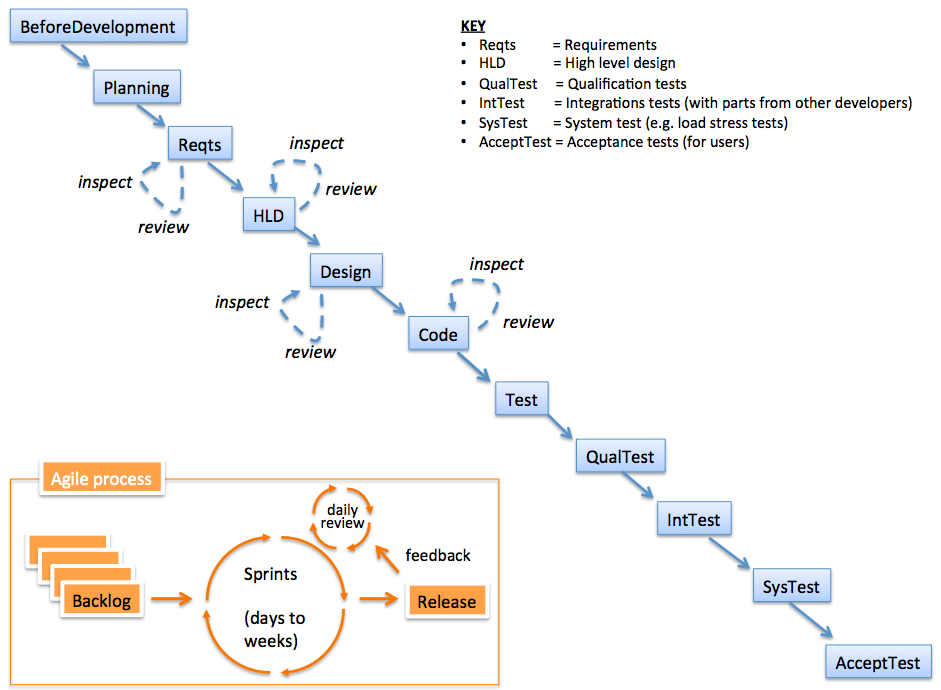 BeforeDevelopment
KEY
• Reqts = Requirements
• HLD = High level design
• QualTest = Qualification tests
• IntTest = Integrations tests (with parts from other developers)
• SysTest = System test (e.g. load stress tests)
• AcceptTest = Acceptance tests (for users)
Planning
Reqts
inspect
review
inspect
review
HLD
Design
inspect
review
inspect
review
Code
Test
QualTest
IntTest
SysTest
AcceptTest
Agile process
Backlog
Sprints
(days to
weeks)
daily
review
feedback
Release